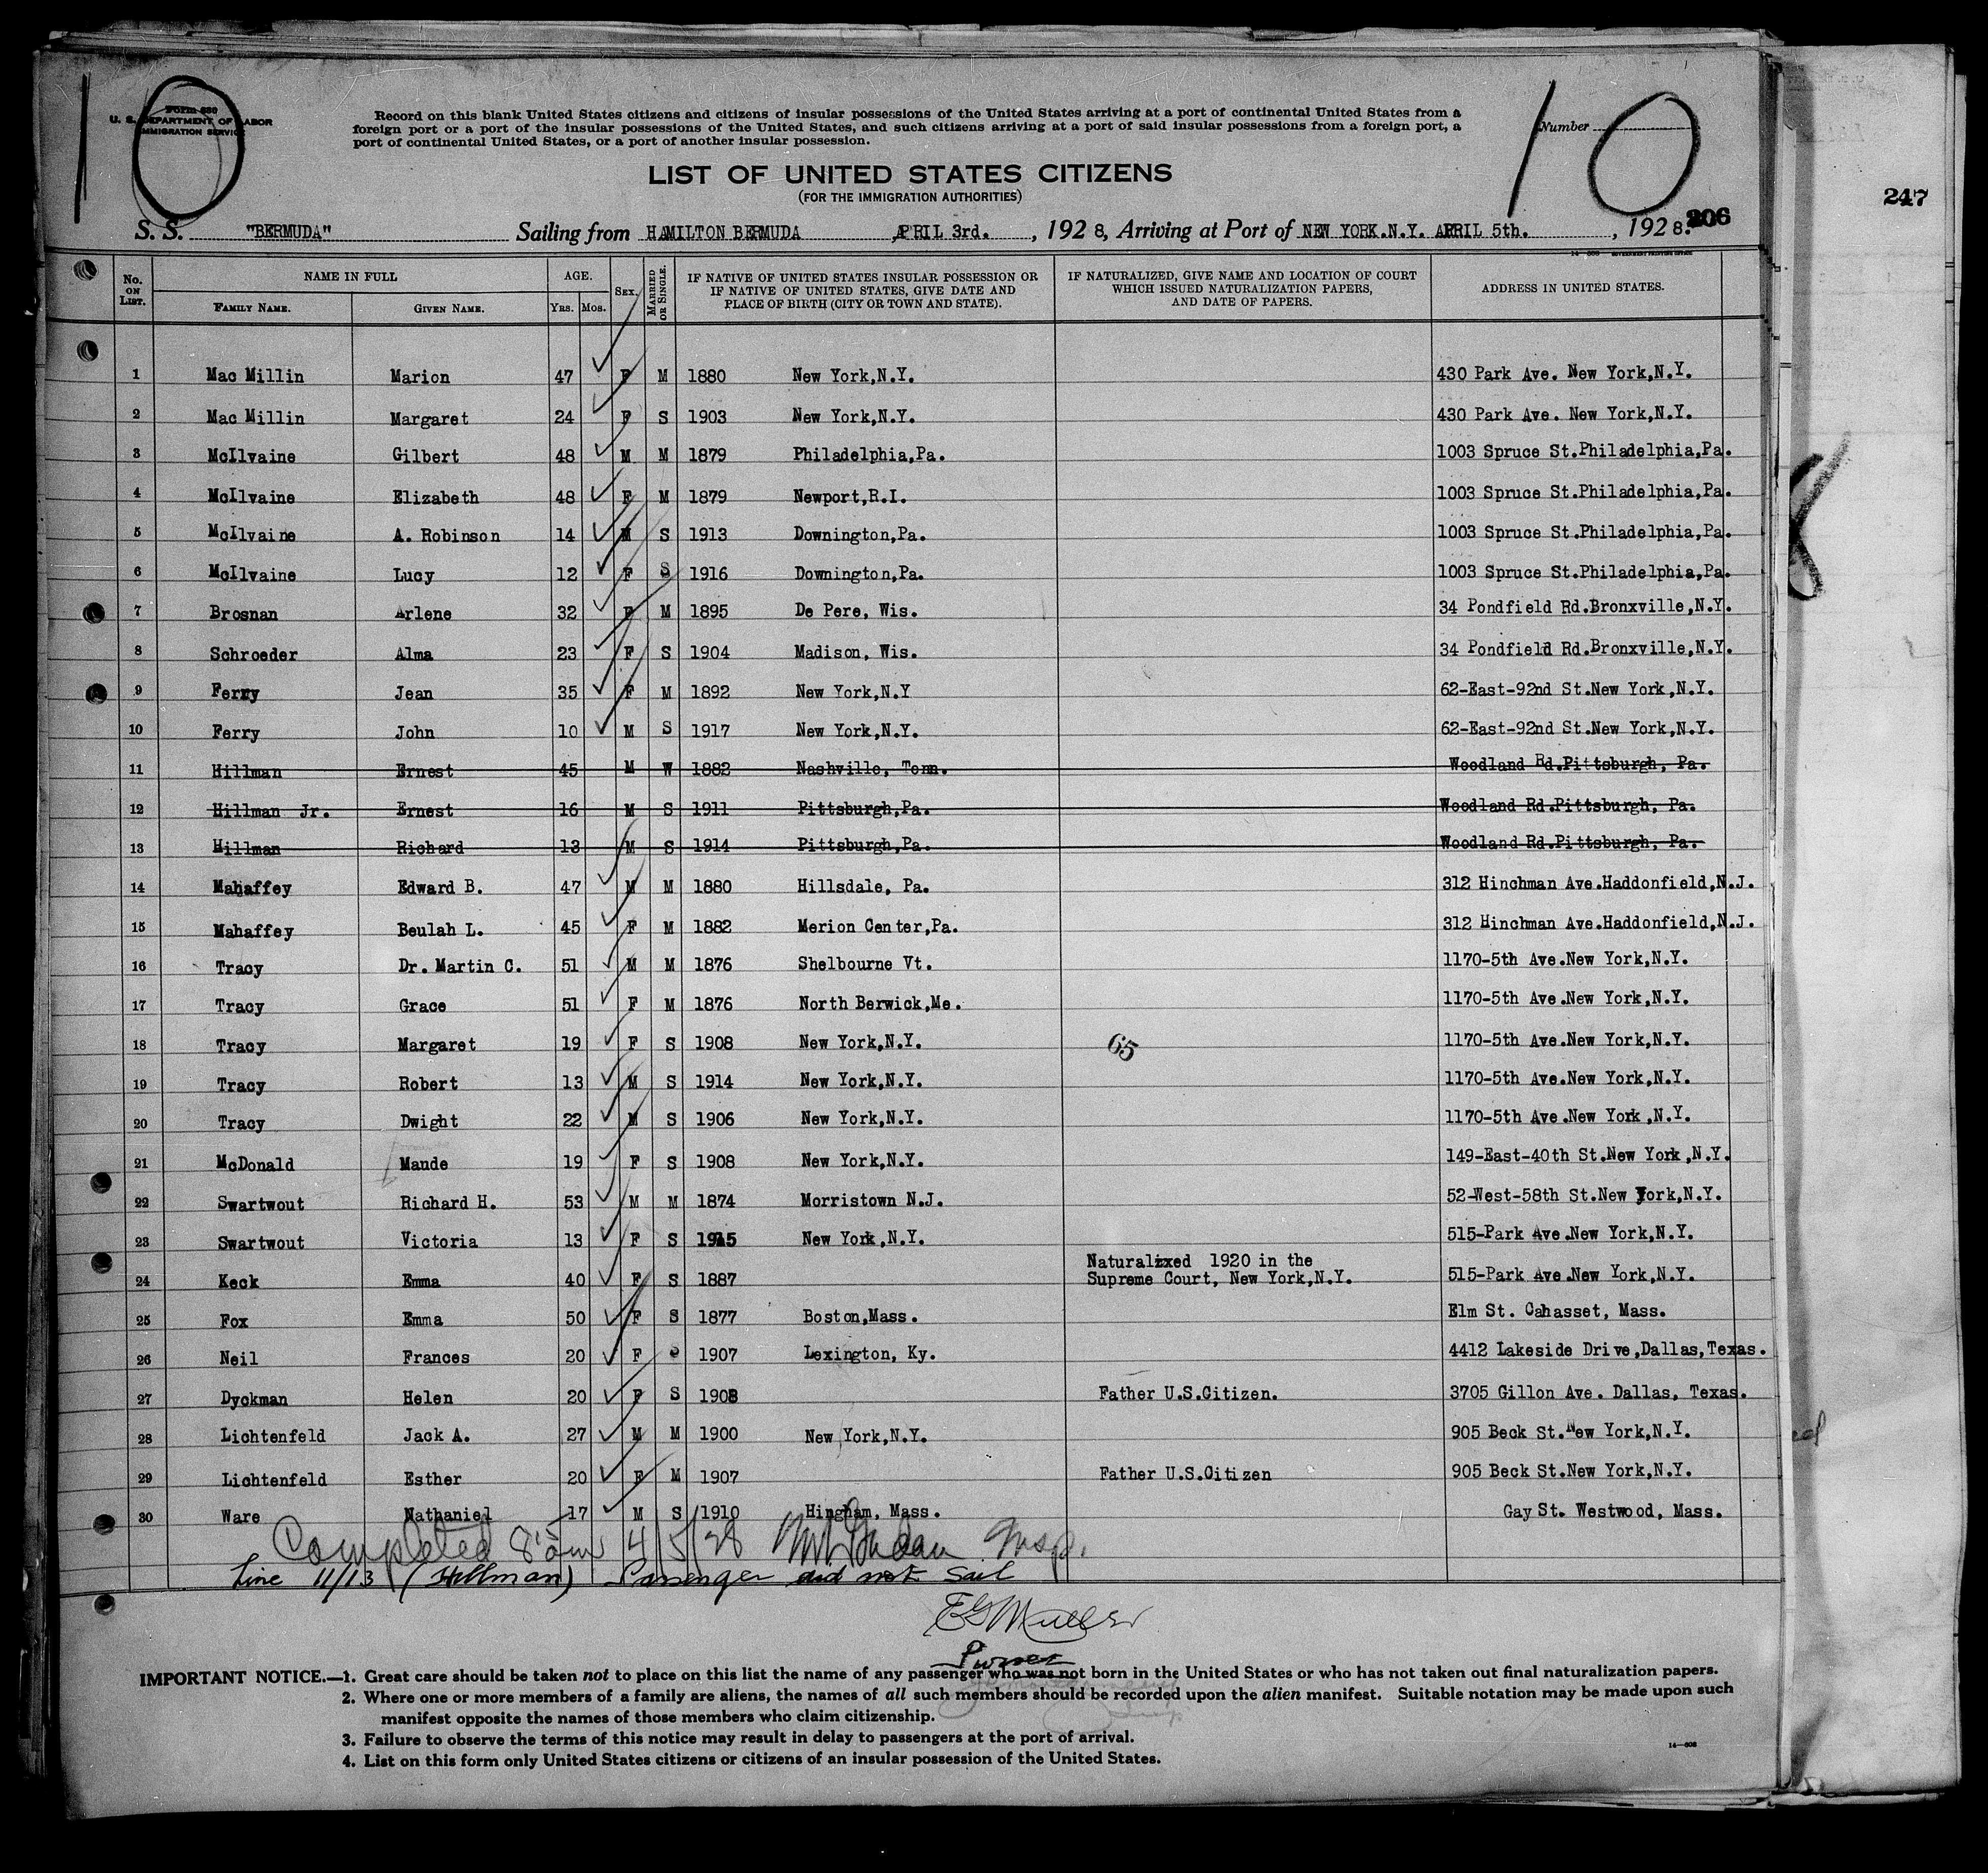 10
10
Form 630
U. S. DEPARTMENT OF LABOR
IMMIGRATION SERVICE
Record on this blank United States citizens and citizens of insular possessions of the United States arriving at a port of continental United States from a
foreign port or a port of the insular possessions of the United States, and such citizens arriving at a port of said insular possessions from a foreign port, a
port of continental United States, or a port of another insular possession.
Number
LIST OF UNITED STATES CITIZENS
(FOR THE IMMIGRATION AUTHORITIES)
247
S. S. "BERMUDA" Sailing from HAMILTON BERMUDA , APRIL 3rd. , 1928, Arriving at Port of NEW YORK.N.Y. APRIL 5th. , 1928. 206
No. ON LIST. NAME IN FULL FAMILY NAME. GIVEN NAME. AGE. YRS. MOS. SEX. MARRIED OR SINGLE. IF NATIVE OF UNITED STATES INSULAR POSSESSION OR IF NATIVE OF UNITED STATES, GIVE DATE AND PLACE OF BIRTH (CITY OR TOWN AND STATE). IF NATURALIZED, GIVE NAME AND LOCATION OF COURT WHICH ISSUED NATURALIZATION PAPERS, AND DATE OF PAPERS. ADDRESS IN UNITED STATES.
1 Mac Millin Marion 47 F M 1880 New York,N.Y. 430 Park Ave. New York,N.Y.
2 Mac Millin Margaret 24 F S 1903 New York,N.Y. 430 Park Ave. New York,N.Y.
3 McIlvaine Gilbert 48 M M 1879 Philadelphia,Pa. 1003 Spruce St.Philadelphia,Pa.
4 McIlvaine Elizabeth 48 F M 1879 Newport,R.I. 1003 Spruce St.Philadelphia,Pa.
5 McIlvaine A. Robinson 14 M S 1913 Downington,Pa. 1003 Spruce St.Philadelphia,Pa.
6 McIlvaine Lucy 12 F S 1916 Downington,Pa. 1003 Spruce St.Philadelphia,Pa.
7 Brosnan Arlene 32 F M 1895 De Pere, Wis. 34 Pondfield Rd.Bronxville,N.Y.
8 Schroeder Alma 23 F S 1904 Madison, Wis. 34 Pondfield Rd.Bronxville,N.Y.
9 Ferry Jean 35 F M 1892 New York,N.Y 62-East-92nd St.New York,N.Y.
10 Ferry John 10 M S 1917 New York,N.Y. 62-East-92nd St.New York,N.Y.
11 Hillman Ernest 45 M W 1882 Nashville, Tenn. Woodland Rd.Pittsburgh, Pa.
12 Hillman Jr. Ernest 16 M S 1911 Pittsburgh,Pa. Woodland Rd.Pittsburgh, Pa.
13 Hillman Richard 13 M S 1914 Pittsburgh,Pa. Woodland Rd.Pittsburgh, Pa.
14 Mahaffey Edward B. 47 M M 1880 Hillsdale, Pa. 312 Hinchman Ave.Haddonfield,N.J.
15 Mahaffey Beulah L. 45 F M 1882 Merion Center,Pa. 312 Hinchman Ave.Haddonfield,N.J.
16 Tracy Dr. Martin C. 51 M M 1876 Shelbourne Vt. 1170-5th Ave.New York,N.Y.
17 Tracy Grace 51 F M 1876 North Berwick,Me. 1170-5th Ave.New York,N.Y.
18 Tracy Margaret 19 F S 1908 New York,N.Y. 65 1170-5th Ave.New York,N.Y.
19 Tracy Robert 13 M S 1914 New York,N.Y. 1170-5th Ave.New York,N.Y.
20 Tracy Dwight 22 M S 1906 New York,N.Y. 1170-5th Ave.New York,N.Y.
21 McDonald Maude 19 F S 1908 New York,N.Y. 149-East-40th St.New York,N.Y.
22 Swartwout Richard H. 53 M M 1874 Morristown N.J. 52-West-58th St.New York,N.Y.
23 Swartwout Victoria 13 F S 1915 New York,N.Y. 515-Park Ave.New York,N.Y.
24 Keck Emma 40 F S 1887 Naturalixed 1920 in the Supreme Court, New York,N.Y. 515-Park Ave.New York,N.Y.
25 Fox Emma 50 F S 1877 Boston,Mass. Elm St. Cahasset, Mass.
26 Neil Frances 20 F S 1907 Lexington, Ky. 4412 Lakeside Drive,Dallas,Texas.
27 Dyckman Helen 20 F S 1908 Father U.S.Citizen. 3705 Gillon Ave. Dallas, Texas.
28 Lichtenfeld Jack A. 27 M M 1900 New York,N.Y. 905 Beck St.New York,N.Y.
29 Lichtenfeld Esther 20 F M 1907 Father U.S.Citizen 905 Beck St.New York,N.Y.
30 Ware Nathaniel 17 M S 1910 Hingham, Mass. Gay St. Westwood, Mass.
Completed 8 am 4/5/28 Insp.
Line 11/13 (Hillman) Passenger did not sail
EG Muller
Purser
IMPORTANT NOTICE.—1. Great care should be taken not to place on this list the name of any passenger who was not born in the United States or who has not taken out final naturalization papers.
2. Where one or more members of a family are aliens, the names of all such members should be recorded upon the alien manifest. Suitable notation may be made upon such
manifest opposite the names of those members who claim citizenship.
3. Failure to observe the terms of this notice may result in delay to passengers at the port of arrival.
4. List on this form only United States citizens or citizens of an insular possession of the United States.